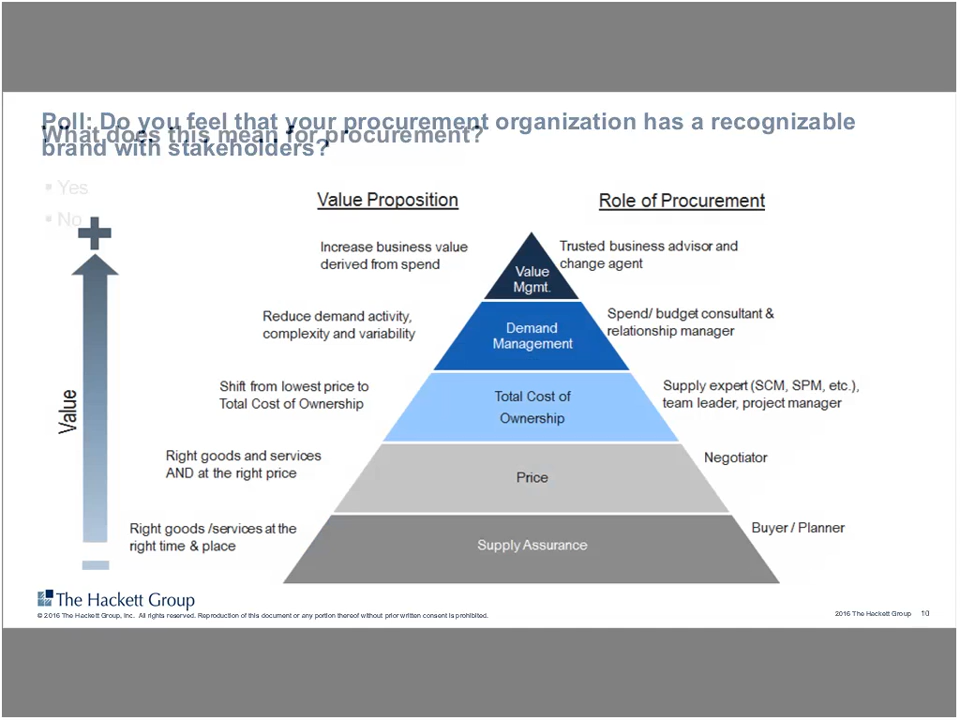 Poll: Do you feel that your procurement organization has a recognizable
What does this mean for procurement?
brand with stakeholders?
▪ Yes
▪ No
Value Proposition
Role of Procurement
Increase business value
derived from spend
Value
Mgmt.
Trusted business advisor and
change agent
Reduce demand activity,
complexity and variability
Demand
Management
Spend/ budget consultant &
relationship manager
Shift from lowest price to
Total Cost of Ownership
Total Cost of
Ownership
Supply expert (SCM, SPM, etc.),
team leader, project manager
Value
Right goods and services
AND at the right price
Price
Negotiator
Right goods /services at the
right time & place
Supply Assurance
Buyer / Planner
The Hackett Group
© 2016 The Hackett Group, Inc. All rights reserved. Reproduction of this document or any portion thereof without prior written consent is prohibited.
2016 The Hackett Group